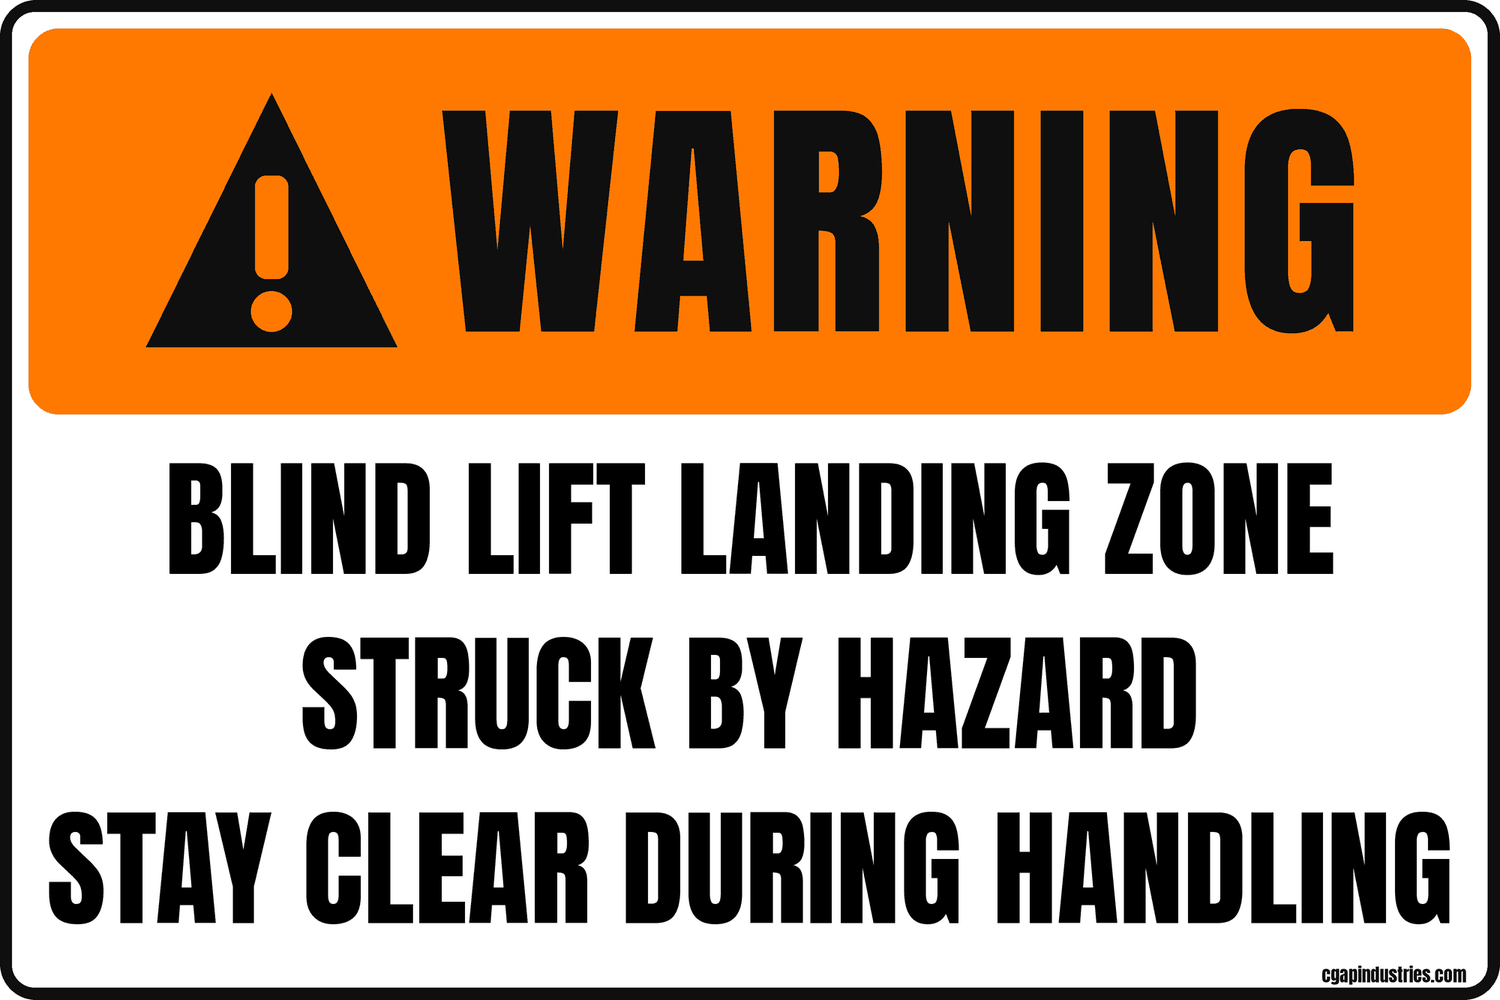 WARNING
BLIND LIFT LANDING ZONE
STRUCK BY HAZARD
STAY CLEAR DURING HANDLING
cgapindustries.com